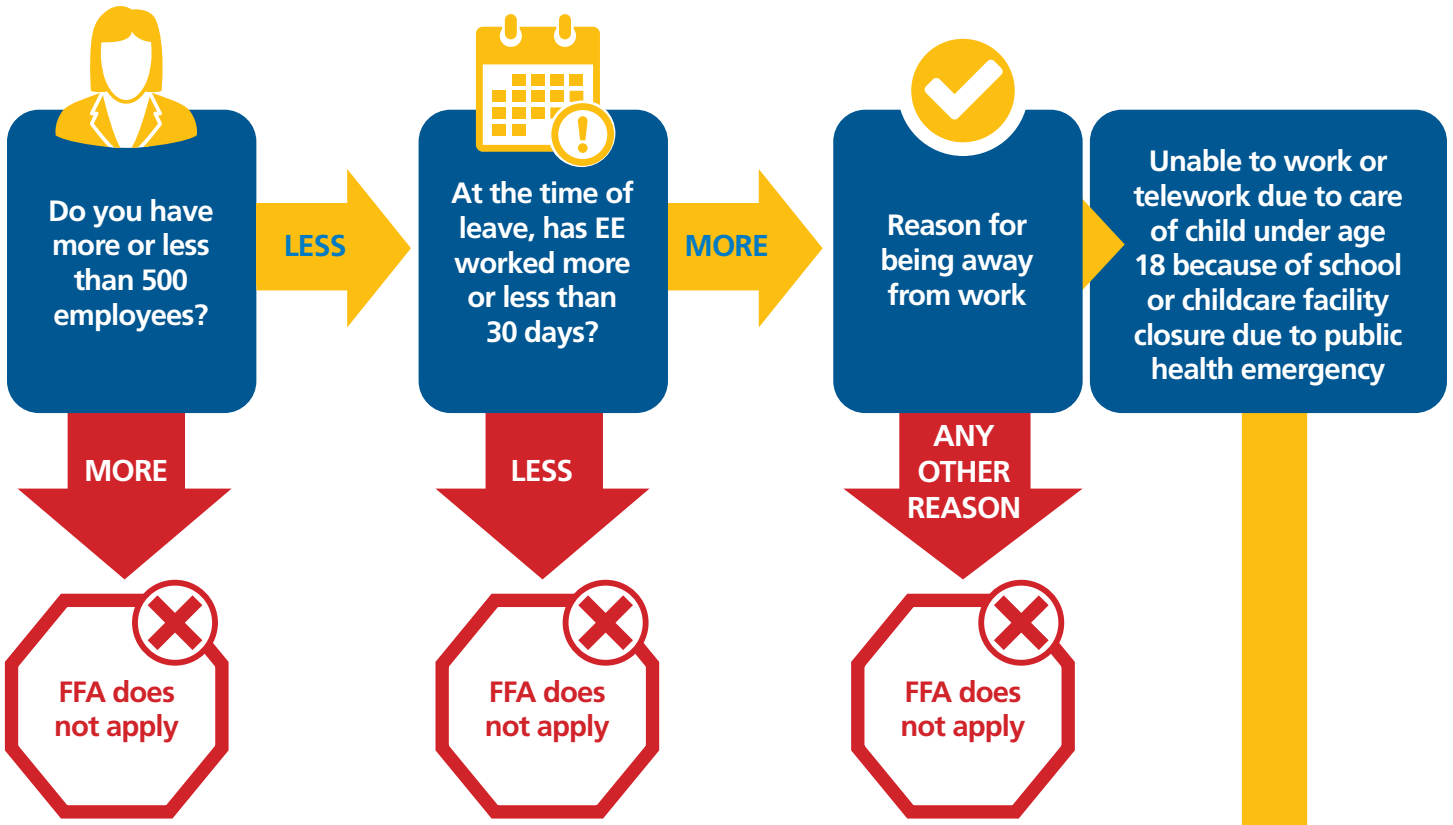 Do you have
more or less
than 500
employees?
LESS
At the time of
leave, has EE
worked more
or less than
30 days?
MORE
Reason for
being away
from work
Unable to work or
telework due to care
of child under age
18 because of school
or childcare facility
closure due to public
health emergency
MORE
LESS
ANY
OTHER
REASON
FFA does
not apply
FFA does
not apply
FFA does
not apply